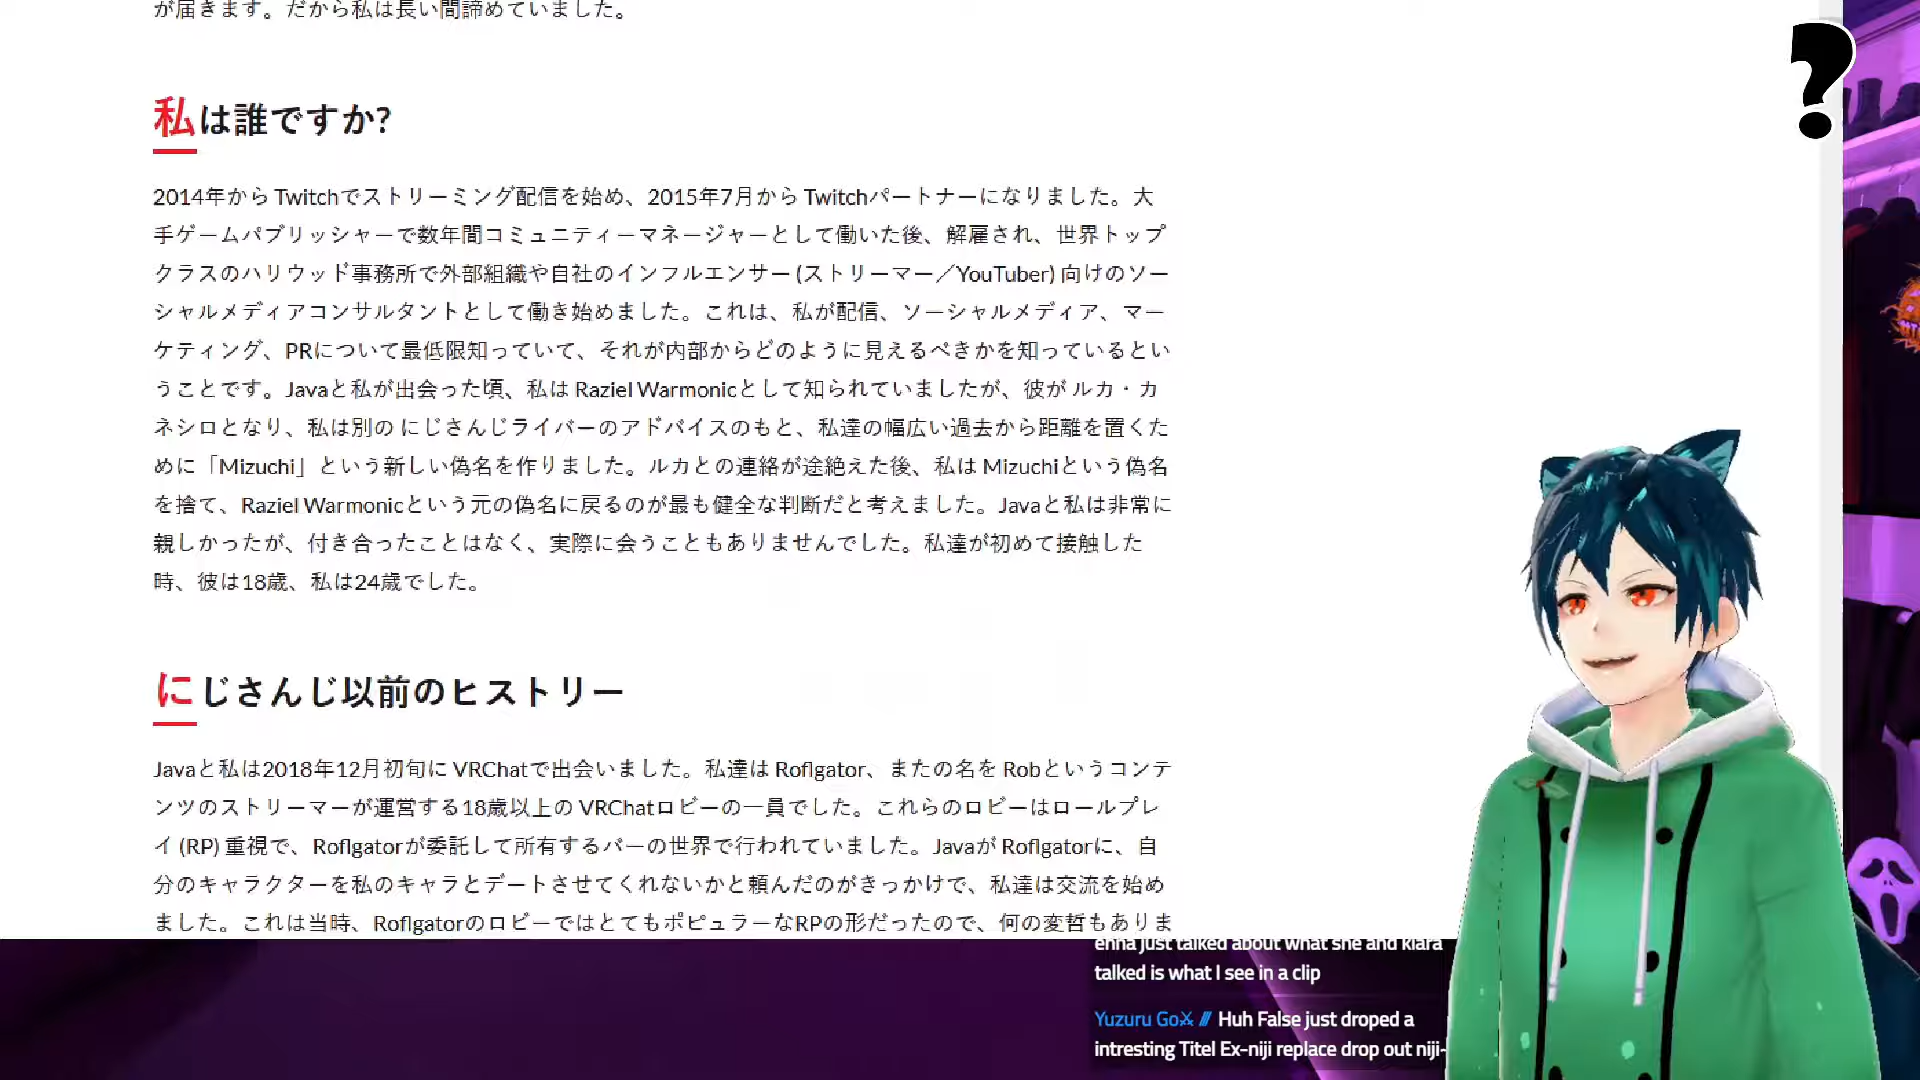 が届きます。だから私は長い間諦めていました。
私は誰ですか?
2014年から Twitchでストリーミング配信を始め、2015年7月から Twitchパートナーになりました。大
手ゲームパブリッシャーで数年間コミュニティーマネージャーとして働いた後、解雇され、世界トップ
クラスのハリウッド事務所で外部組織や自社のインフルエンサー (ストリーマー／YouTuber) 向けのソー
シャルメディアコンサルタントとして働き始めました。これは、私が配信、ソーシャルメディア、マー
ケティング、PRについて最低限知っていて、それが内部からどのように見えるべきかを知っているとい
うことです。Javaと私が出会った頃、私は Raziel Warmonicとして知られていましたが、彼が ルカ・カ
ネシロとなり、私は別の にじさんじライバーのアドバイスのもと、私達の幅広い過去から距離を置くた
めに「Mizuchi」という新しい偽名を作りました。ルカとの連絡が途絶えた後、私は Mizuchiという偽名
を捨て、Raziel Warmonicという元の偽名に戻るのが最も健全な判断だと考えました。Javaと私は非常に
親しかったが、付き合ったことはなく、実際に会うこともありませんでした。私達が初めて接触した
時、彼は18歳、私は24歳でした。
にじさんじ以前のヒストリー
Javaと私は2018年12月初旬に VRChatで出会いました。私達は Roflgator、またの名を Robというコンテ
ンツのストリーマーが運営する18歳以上の VRChatロビーの一員でした。これらのロビーはロールプレ
イ (RP) 重視で、Roflgatorが委託して所有するバーの世界で行われていました。Javaが Roflgatorに、自
分のキャラクターを私のキャラとデートさせてくれないかと頼んだのがきっかけで、私達は交流を始め
ました。これは当時、RoflgatorのロビーではとてもポピュラーなRPの形だったので、何の変哲もありま
enna just talked about what she and kiara
talked is what I see in a clip
Yuzuru Go⚔ /// Huh False just droped a
intresting Titel Ex-niji replace drop out niji-
?